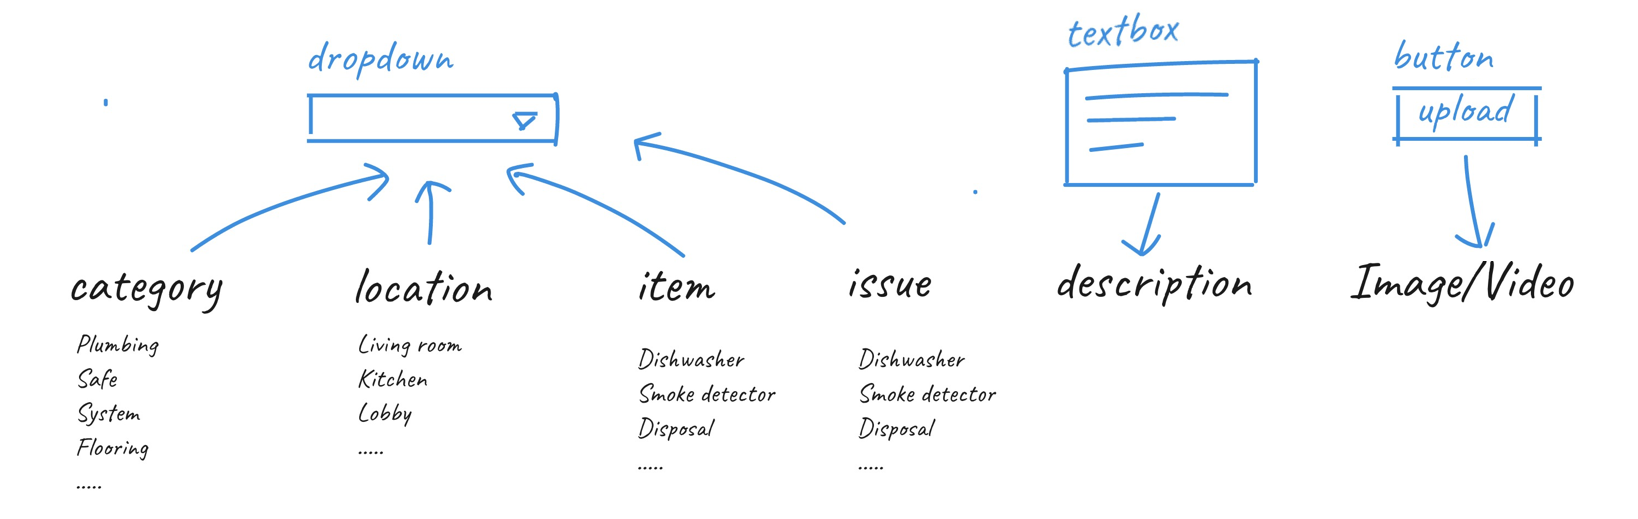 dropdown
textbox
button
upload
category
Plumbing
Safe
System
Flooring
.....
location
Living room
Kitchen
Lobby
.....
item
Dishwasher
Smoke detector
Disposal
.....
issue
Dishwasher
Smoke detector
Disposal
.....
description
Image/Video